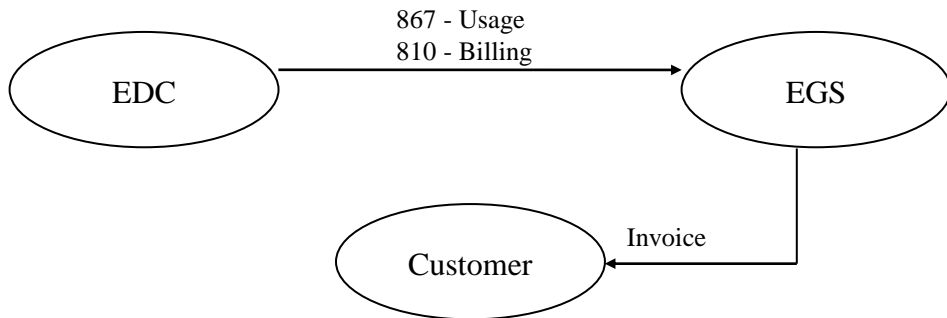 867 - Usage
810 - Billing
EDC
EGS
Invoice
Customer